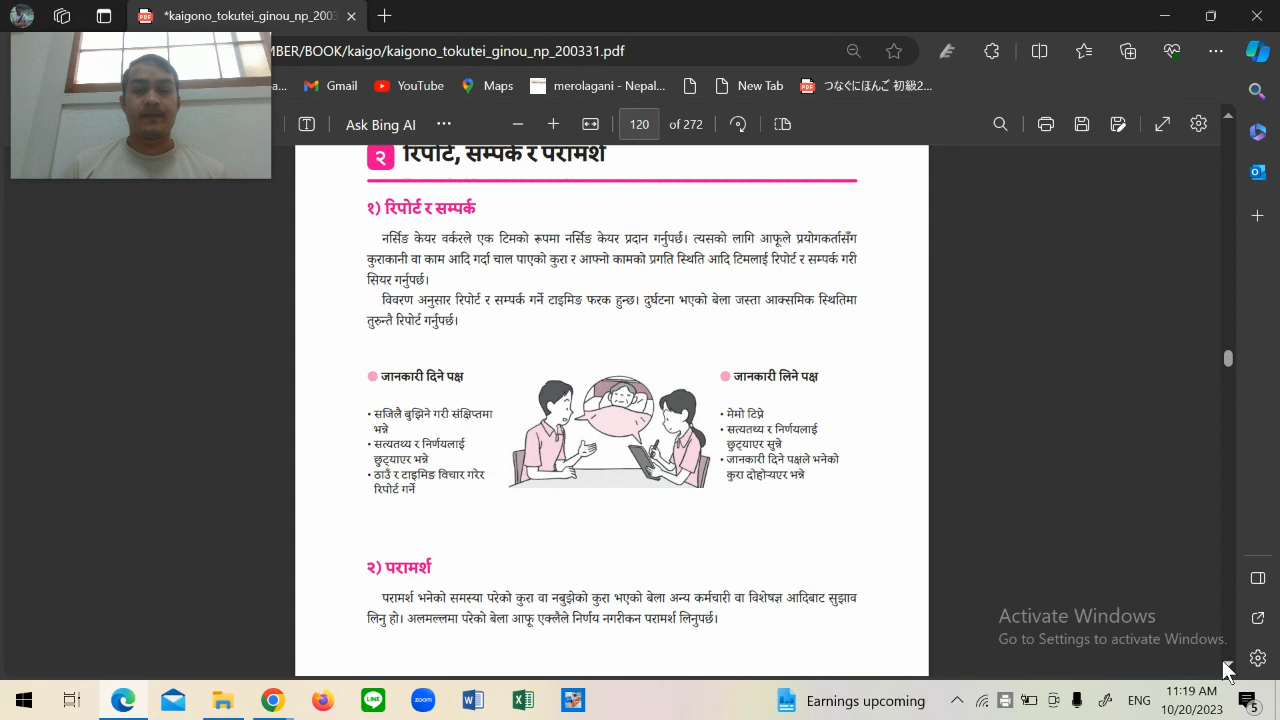 *kaigono_tokutei_ginou_np_2003
MBER/BOOK/kaigo/kaigono_tokutei_ginou_np_200331.pdf
a... Gmail YouTube Maps merolagani - Nepal... New Tab つなぐにほんご 初級2...
Ask Bing AI 120 of 272
२ रिपोर्ट, सम्पर्क र परामर्श
१) रिपोर्ट र सम्पर्क
नर्सिङ केयर वर्करले एक टिमको रूपमा नर्सिङ केयर प्रदान गर्नुपर्छ। त्यसको लागि आफूले प्रयोगकर्तासँग
कुराकानी वा काम आदि गर्दा चाल पाएको कुरा र आफ्नो कामको प्रगति स्थिति आदि टिमलाई रिपोर्ट र सम्पर्क गरी
सियर गर्नुपर्छ।
विवरण अनुसार रिपोर्ट र सम्पर्क गर्ने टाइमिङ फरक हुन्छ। दुर्घटना भएको बेला जस्ता आक्समिक स्थितिमा
तुरुन्तै रिपोर्ट गर्नुपर्छ।
जानकारी दिने पक्ष
• सजिलै बुझिने गरी संक्षिप्तमा
भन्ने
• सत्यतथ्य र निर्णयलाई
छुट्याएर भन्ने
• ठाउँ र टाइमिङ विचार गरेर
रिपोर्ट गर्ने
जानकारी लिने पक्ष
• मेमो टिप्ने
• सत्यतथ्य र निर्णयलाई
छुट्याएर सुन्ने
• जानकारी दिने पक्षले भनेको
कुरा दोहोऱ्यएर भन्ने
२) परामर्श
परामर्श भनेको समस्या परेको कुरा वा नबुझेको कुरा भएको बेला अन्य कर्मचारी वा विशेषज्ञ आदिबाट सुझाव
लिनु हो। अलमल्लमा परेको बेला आफू एक्लैले निर्णय नगरीकन परामर्श लिनुपर्छ।
Activate Windows
Go to Settings to activate Windows.
Earnings upcoming
ENG
11:19 AM
10/20/2023
5